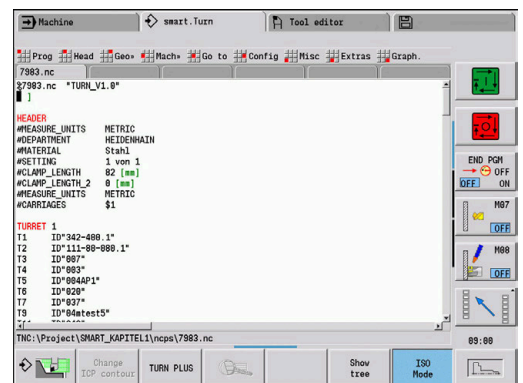 Machine
smart.Turn
Tool editor
Prog Head Geo» Mach» Go to Config Misc Extras Graph.
7983.nc
%7983.nc "TURN_V1.0"
]
HEADER
#MEASURE_UNITS METRIC
#DEPARTMENT HEIDENHAIN
#MATERIAL Stahl
#SETTING 1 von 1
#CLAMP_LENGTH 82 [mm]
#CLAMP_LENGTH_2 0 [mm]
#MEASURE_UNITS METRIC
#CARRIAGES $1
TURRET 1
T1 ID"342-400.1"
T2 ID"111-80-080.1"
T3 ID"007"
T4 ID"003"
T5 ID"004AP1"
T6 ID"020"
T7 ID"037"
T9 ID"04mtest5"
TNC:\Project\SMART_KAPITEL1\ncps\7983.nc
Change ICP contour
TURN PLUS
Show tree
ISO Mode
1
0
END PGM
OFF
OFF ON
M07
OFF
M08
OFF
09:00